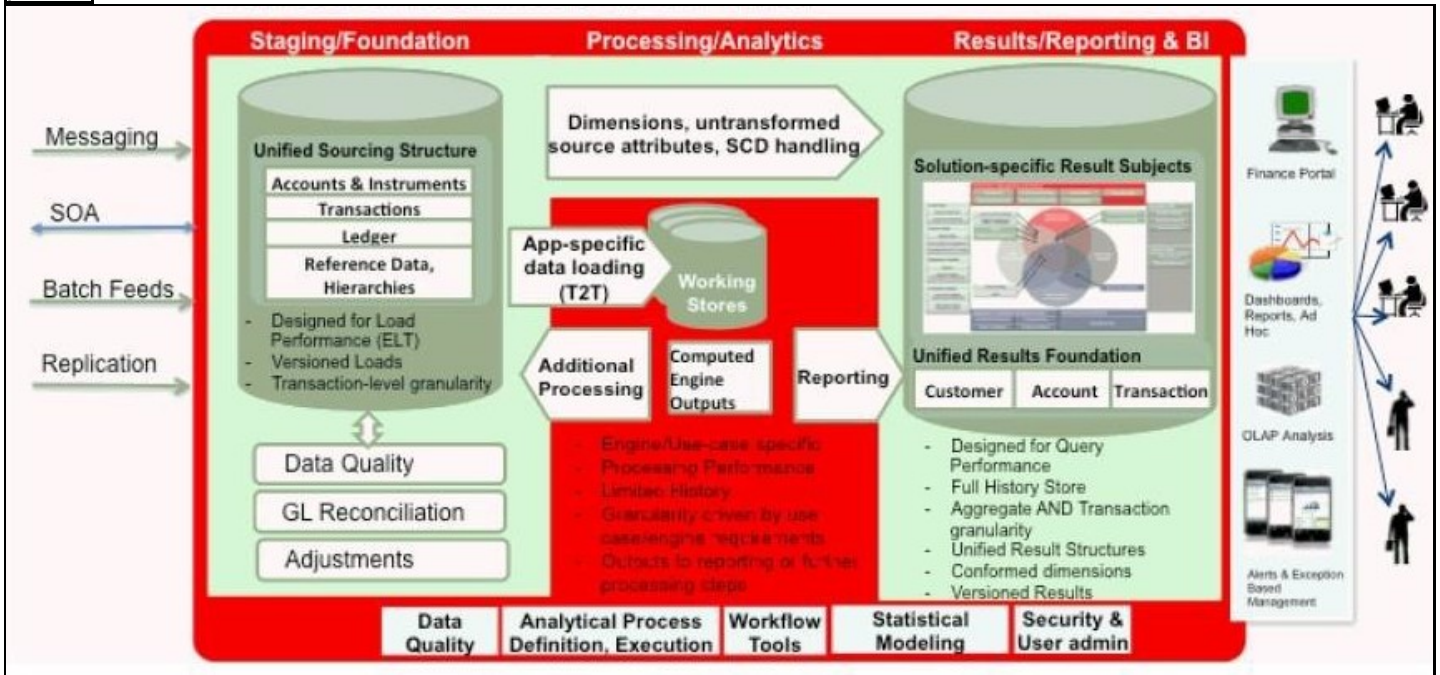 Staging/Foundation
Processing/Analytics
Results/Reporting & BI
Messaging
SOA
Batch Feeds
Replication
Unified Sourcing Structure
Accounts & Instruments
Transactions
Ledger
Reference Data,
Hierarchies
- Designed for Load
Performance (ELT)
- Versioned Loads
- Transaction-level granularity
Data Quality
GL Reconciliation
Adjustments
Dimensions, untransformed
source attributes, SCD handling
App-specific
data loading
(T2T)
Working
Stores
Additional
Processing
Computed
Engine
Outputs
Reporting
- Engine/Use-case specific
- Processing Performance
- Limited History
- Granularity driven by use
case/engine requirements
- Outputs to reporting or further
processing steps
Solution-specific Result Subjects
Unified Results Foundation
Customer
Account
Transaction
- Designed for Query
Performance
- Full History Store
- Aggregate AND Transaction
granularity
- Unified Result Structures
- Conformed dimensions
- Versioned Results
Finance Portal
Dashboards,
Reports, Ad
Hoc
OLAP Analysis
Alerts & Exception
Based
Management
Data
Quality
Analytical Process
Definition, Execution
Workflow
Tools
Statistical
Modeling
Security &
User admin